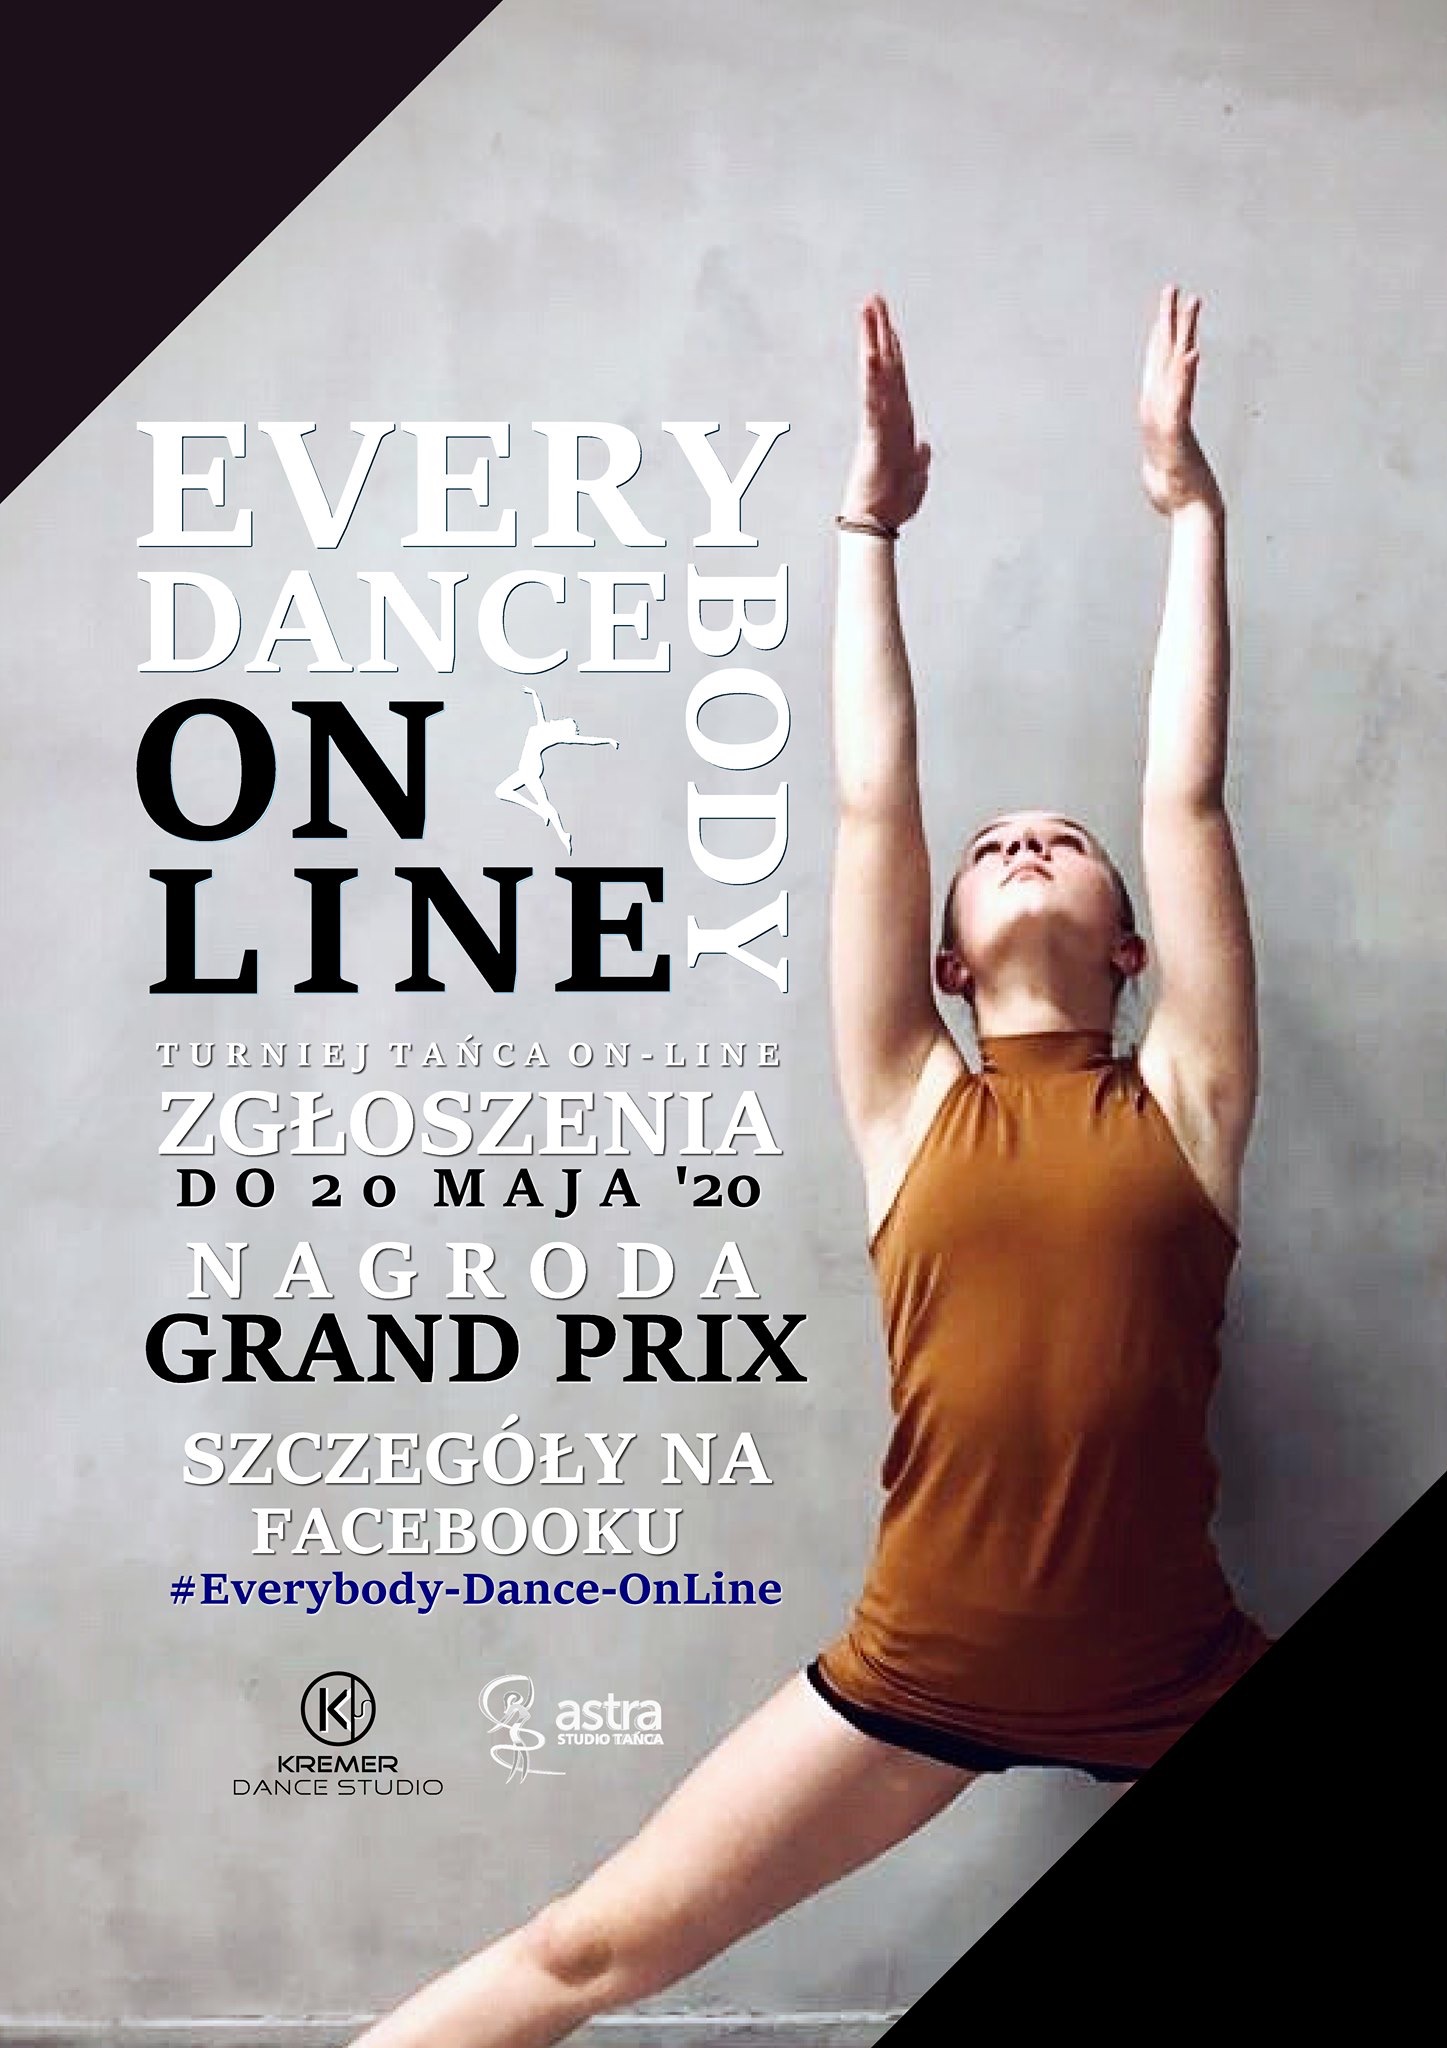 EVERY
BODY
DANCE
ON
LINE
TURNIEJ TAŃCA ON-LINE
ZGŁOSZENIA
DO 20 MAJA '20
NAGRODA
GRAND PRIX
SZCZEGÓŁY NA
FACEBOOKU
#Everybody-Dance-OnLine
KREMER
DANCE STUDIO
astra
STUDIO TAŃCA